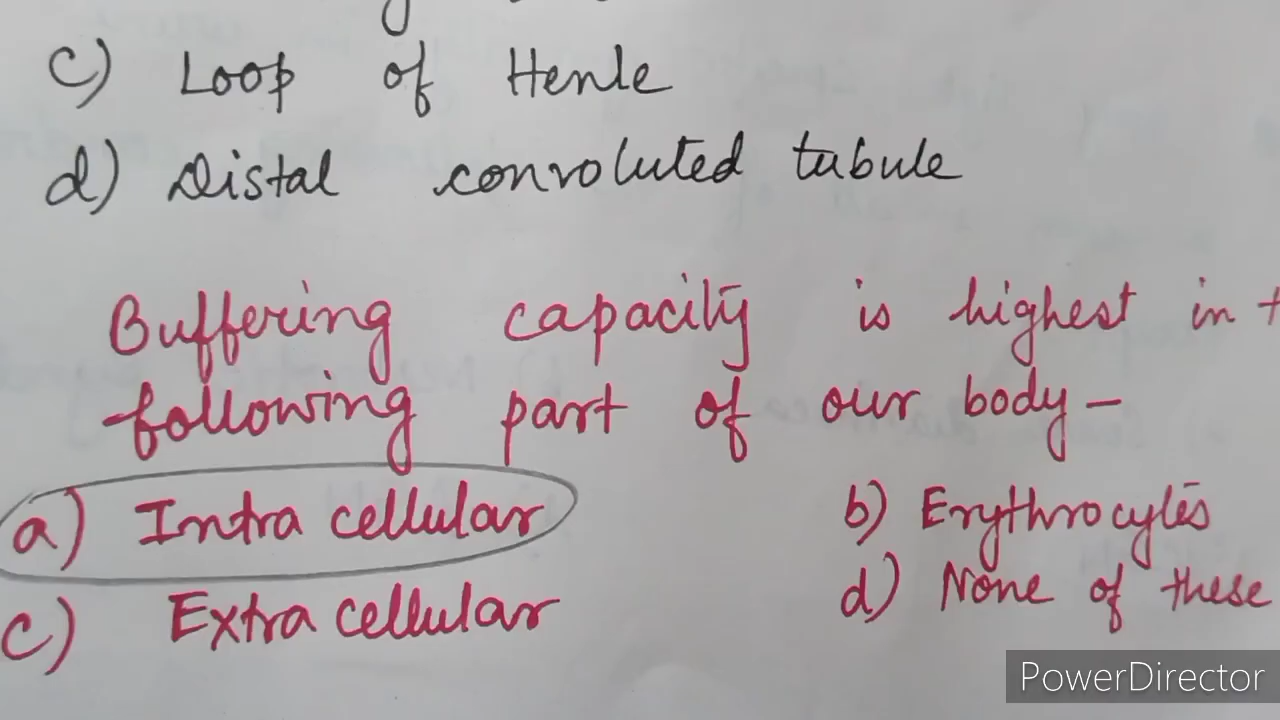 c) Loop of Henle
d) Distal convoluted tubule
Buffering capacity is highest in
following part of our body -
a) Intra cellular b) Erythrocytes
c) Extra cellular d) None of these
PowerDirector